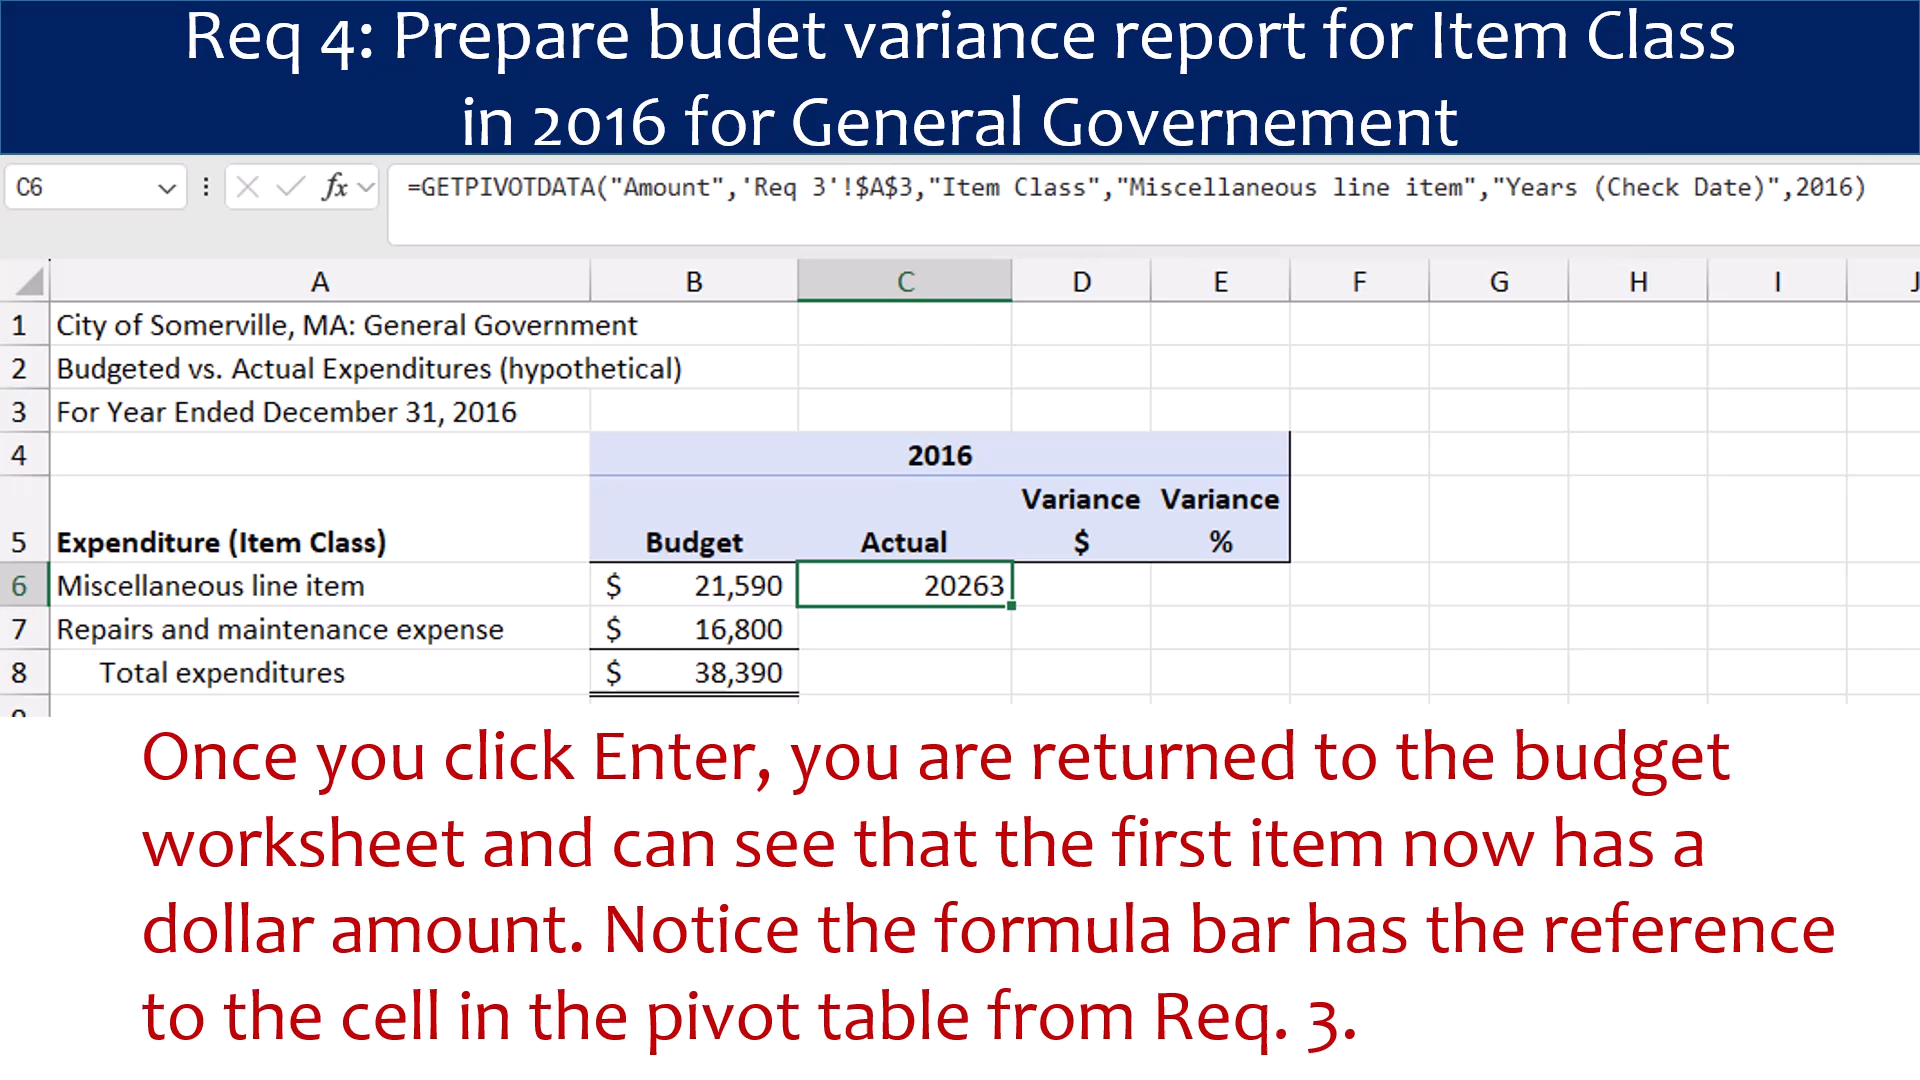 Req 4: Prepare budet variance report for Item Class
in 2016 for General Governement
C6 fx =GETPIVOTDATA("Amount",'Req 3'!$A$3,"Item Class","Miscellaneous line item","Years (Check Date)",2016)
A B C D E F G H I J
1 City of Somerville, MA: General Government
2 Budgeted vs. Actual Expenditures (hypothetical)
3 For Year Ended December 31, 2016
4 2016
Variance Variance
5 Expenditure (Item Class) Budget Actual $ %
6 Miscellaneous line item $ 21,590 20263
7 Repairs and maintenance expense $ 16,800
8 Total expenditures $ 38,390
Once you click Enter, you are returned to the budget
worksheet and can see that the first item now has a
dollar amount. Notice the formula bar has the reference
to the cell in the pivot table from Req. 3.